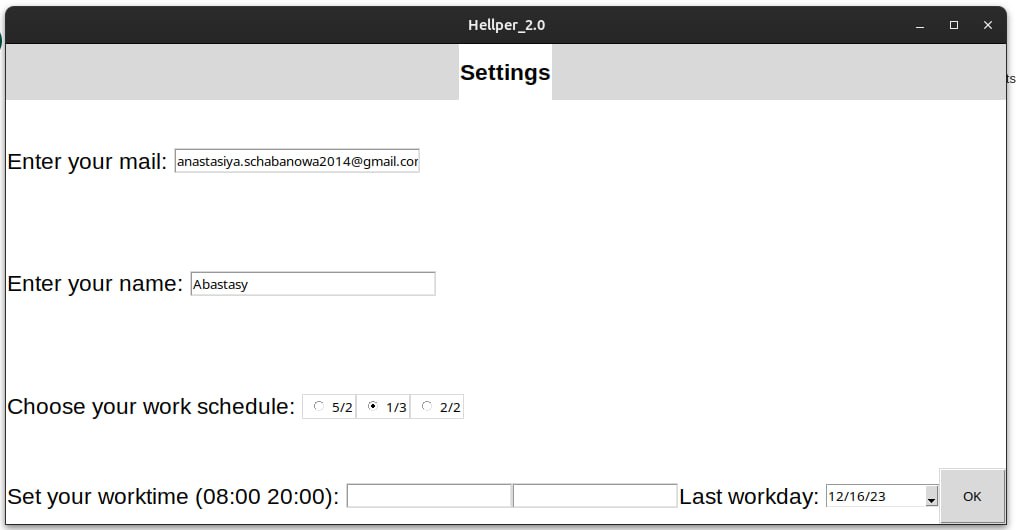 Hellper_2.0
Settings
ts
Enter your mail: anastasiya.schabanowa2014@gmail.cor
Enter your name: Abastasy
Choose your work schedule: 5/2 1/3 2/2
Set your worktime (08:00 20:00): Last workday: 12/16/23 OK